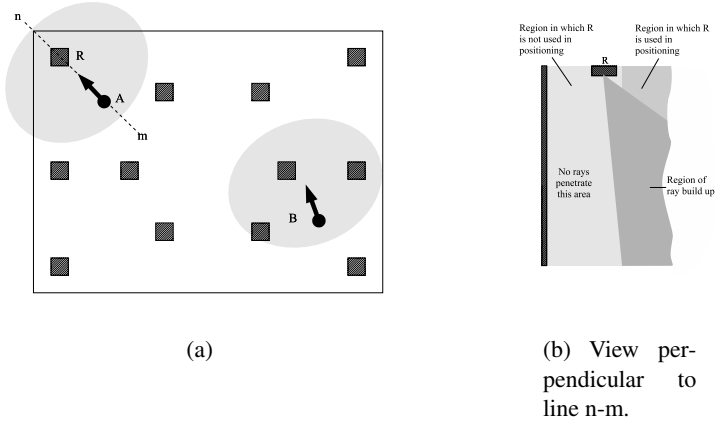 n
R
A
m
B
(a)
Region in which R
is not used in
positioning
Region in which R
is used in
positioning
R
No rays
penetrate
this area
Region of
ray build up
(b) View per-
pendicular to
line n-m.